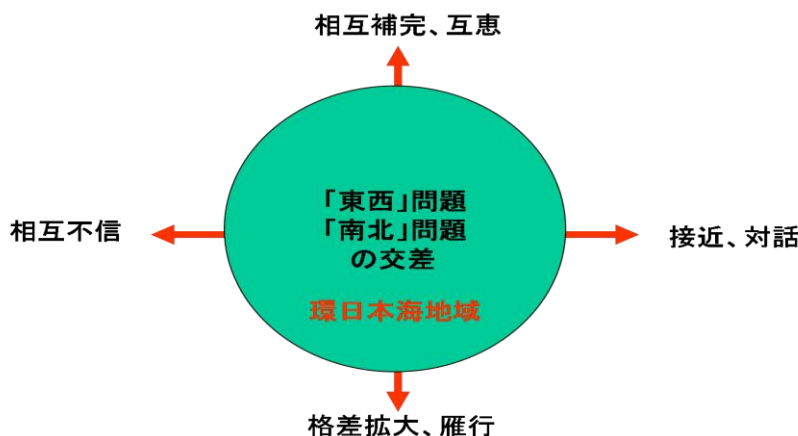 相互補完、互恵
「東西」問題
「南北」問題
の交差
相互不信
接近、対話
環日本海地域
格差拡大、雁行